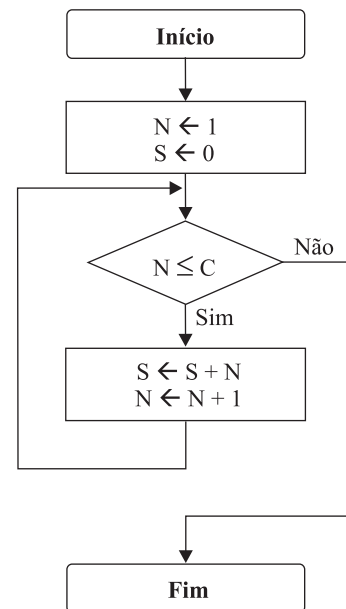 Início
N ← 1
S ← 0
N ≤ C
Não
Sim
S ← S + N
N ← N + 1
Fim